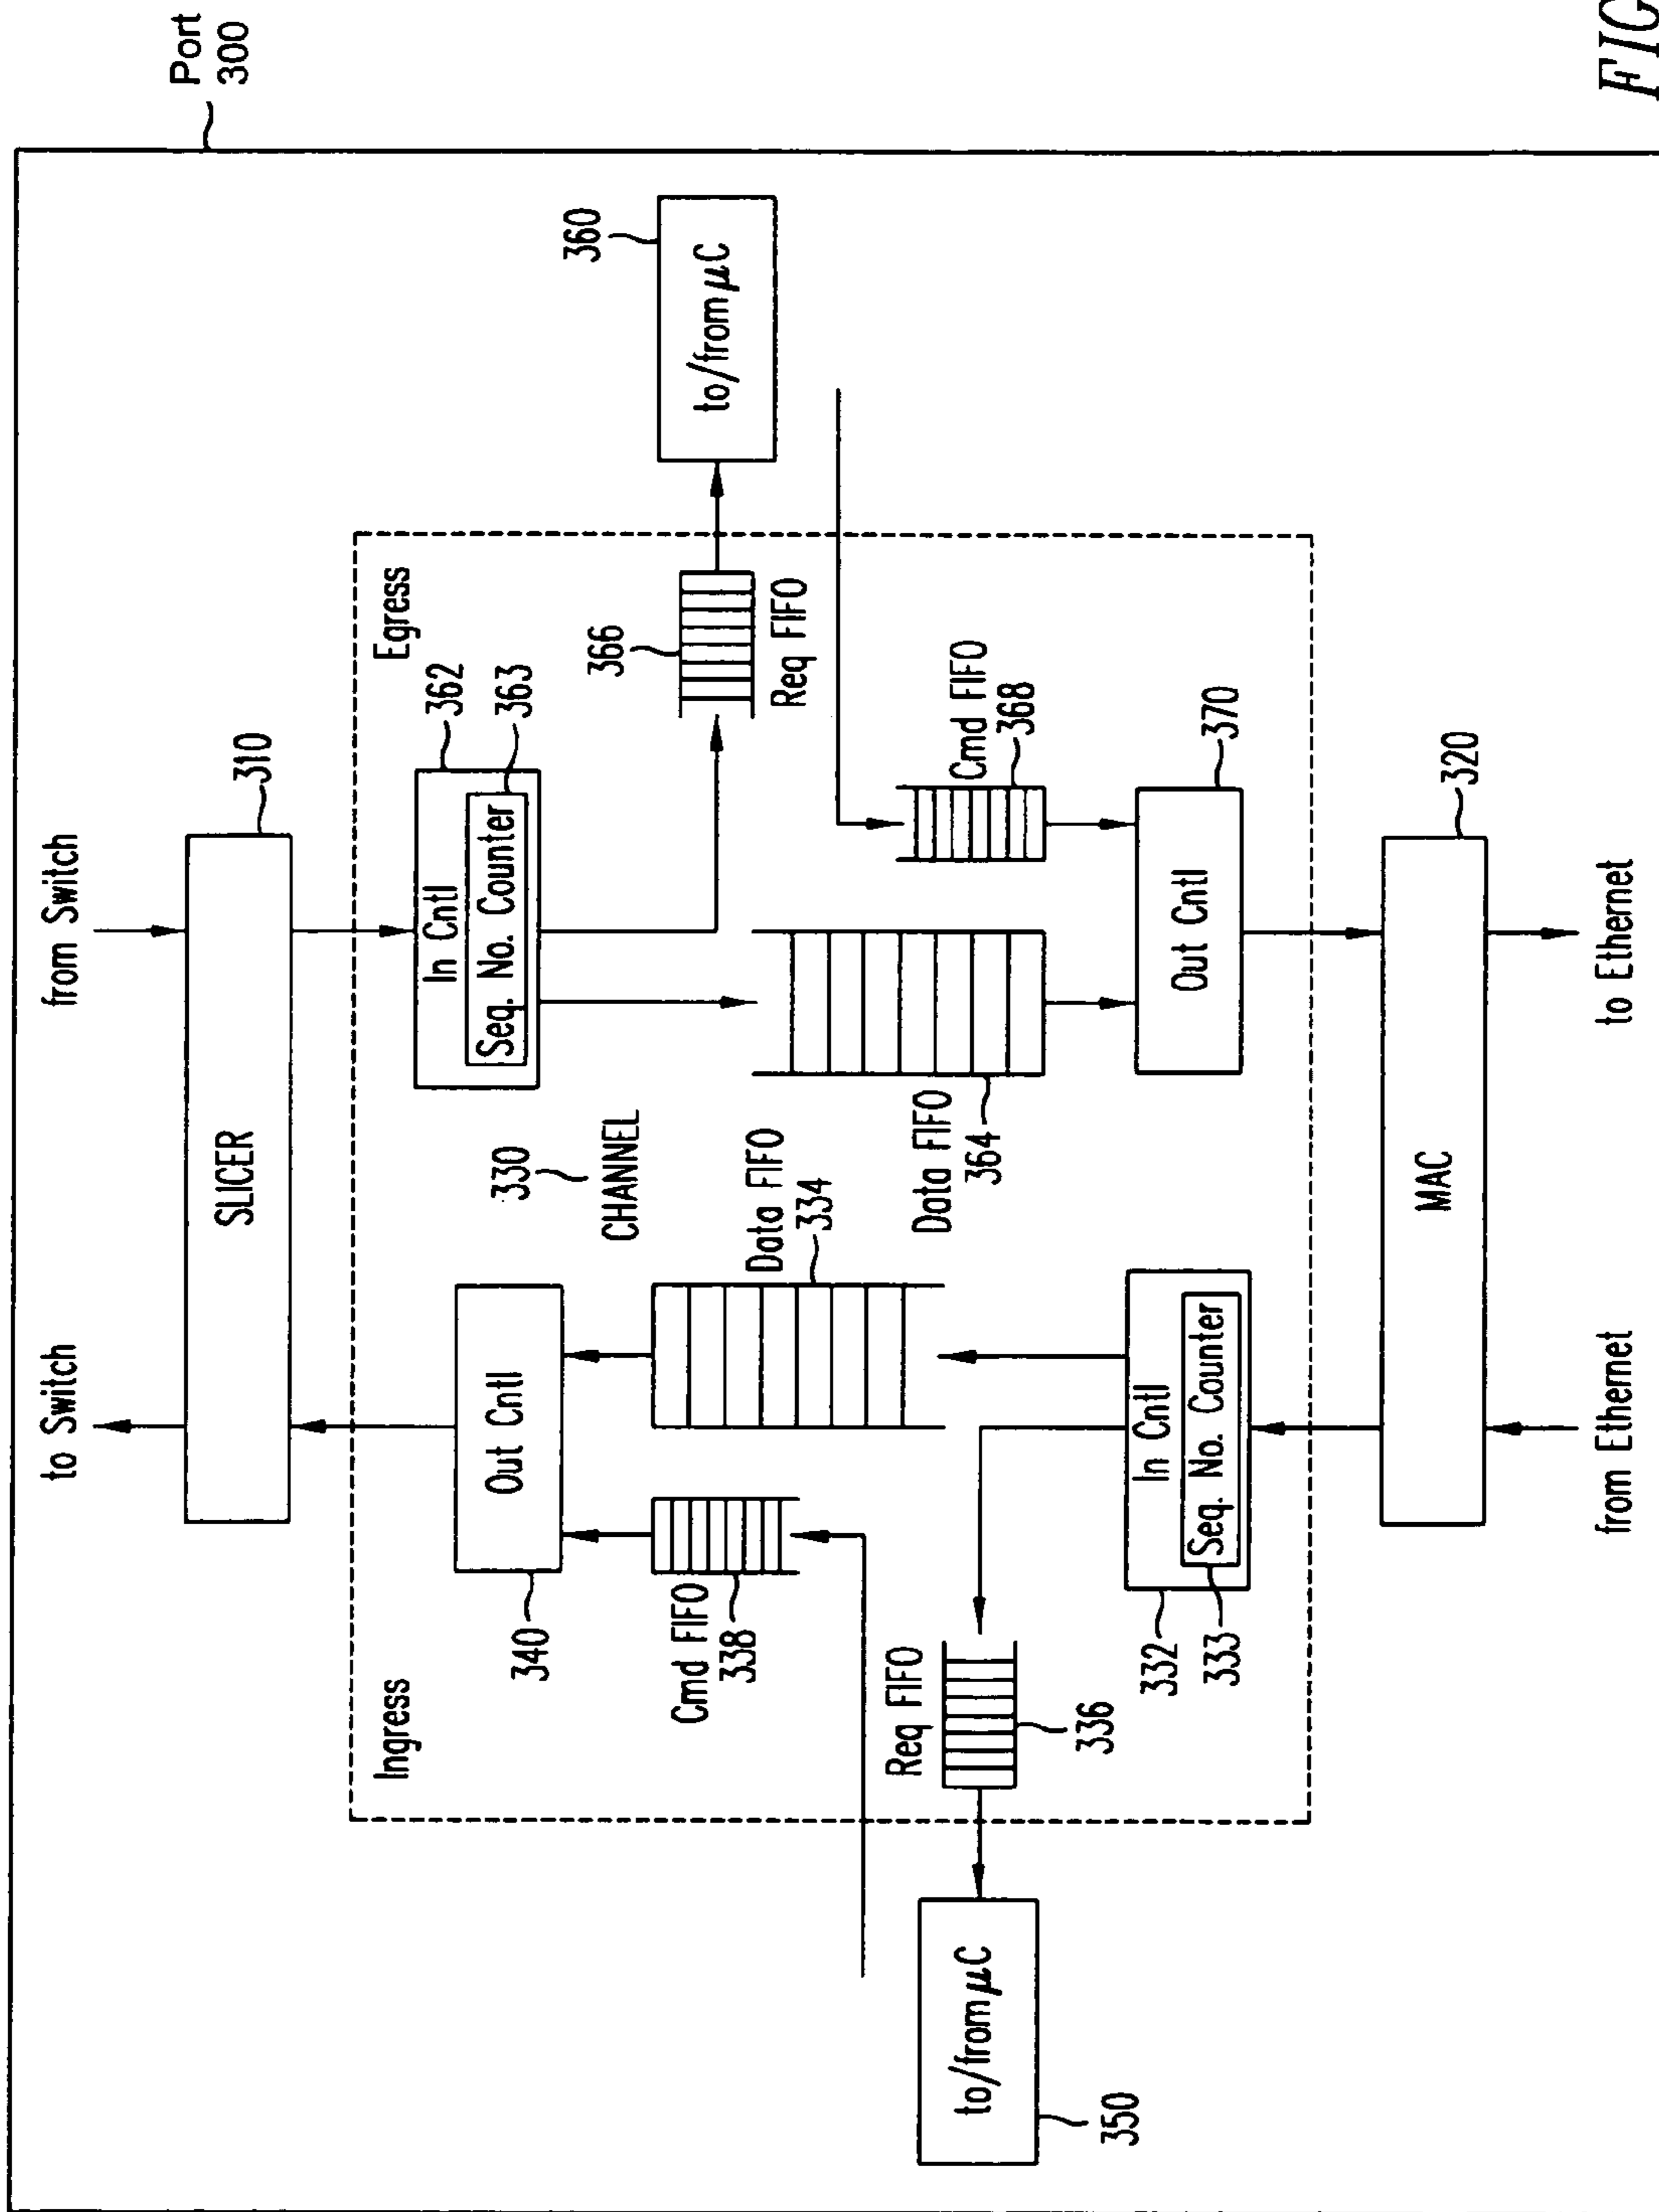 Port
300
to Switch
from Switch
SLICER
310
Ingress
Egress
Out Cntl
340
In Cntl
362
Seq. No. Counter
363
330
CHANNEL
Cmd FIFO
338
Data FIFO
334
366
Req FIFO
360
to/from μC
Req FIFO
336
Data FIFO
364
Cmd FIFO
368
350
to/from μC
332
In Cntl
333
Seq. No. Counter
Out Cntl
370
MAC
320
from Ethernet
to Ethernet
FIG